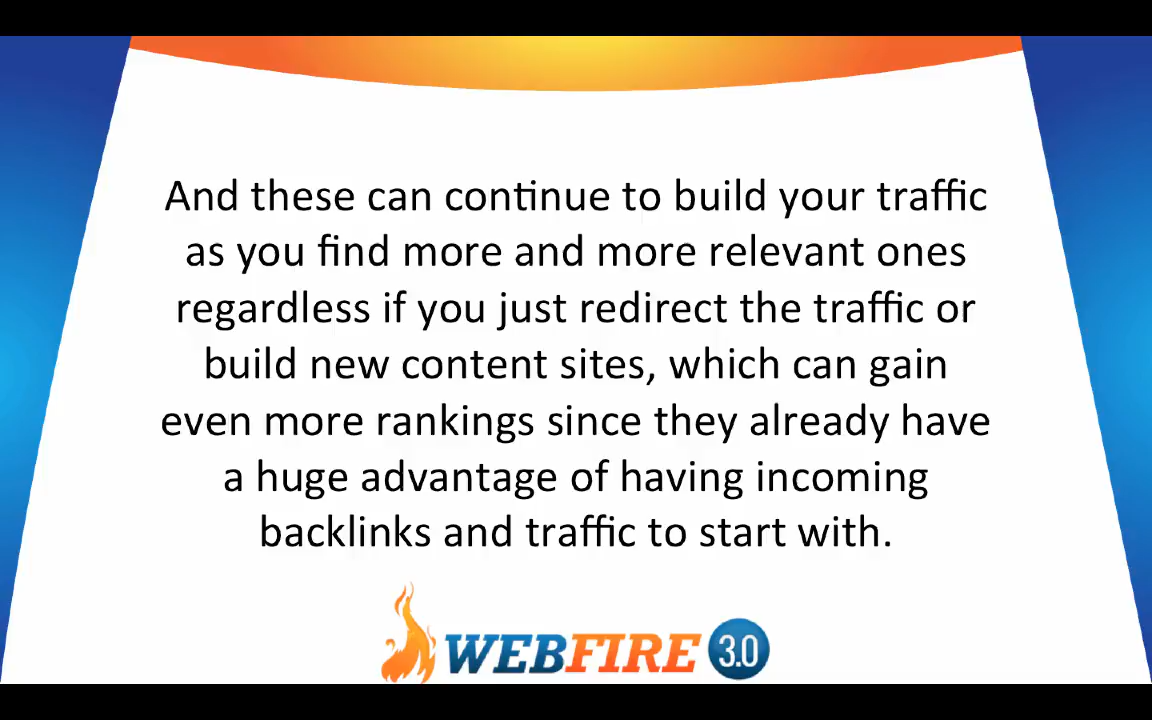 And these can continue to build your traffic
as you find more and more relevant ones
regardless if you just redirect the traffic or
build new content sites, which can gain
even more rankings since they already have
a huge advantage of having incoming
backlinks and traffic to start with.
WEBFIRE 3.0